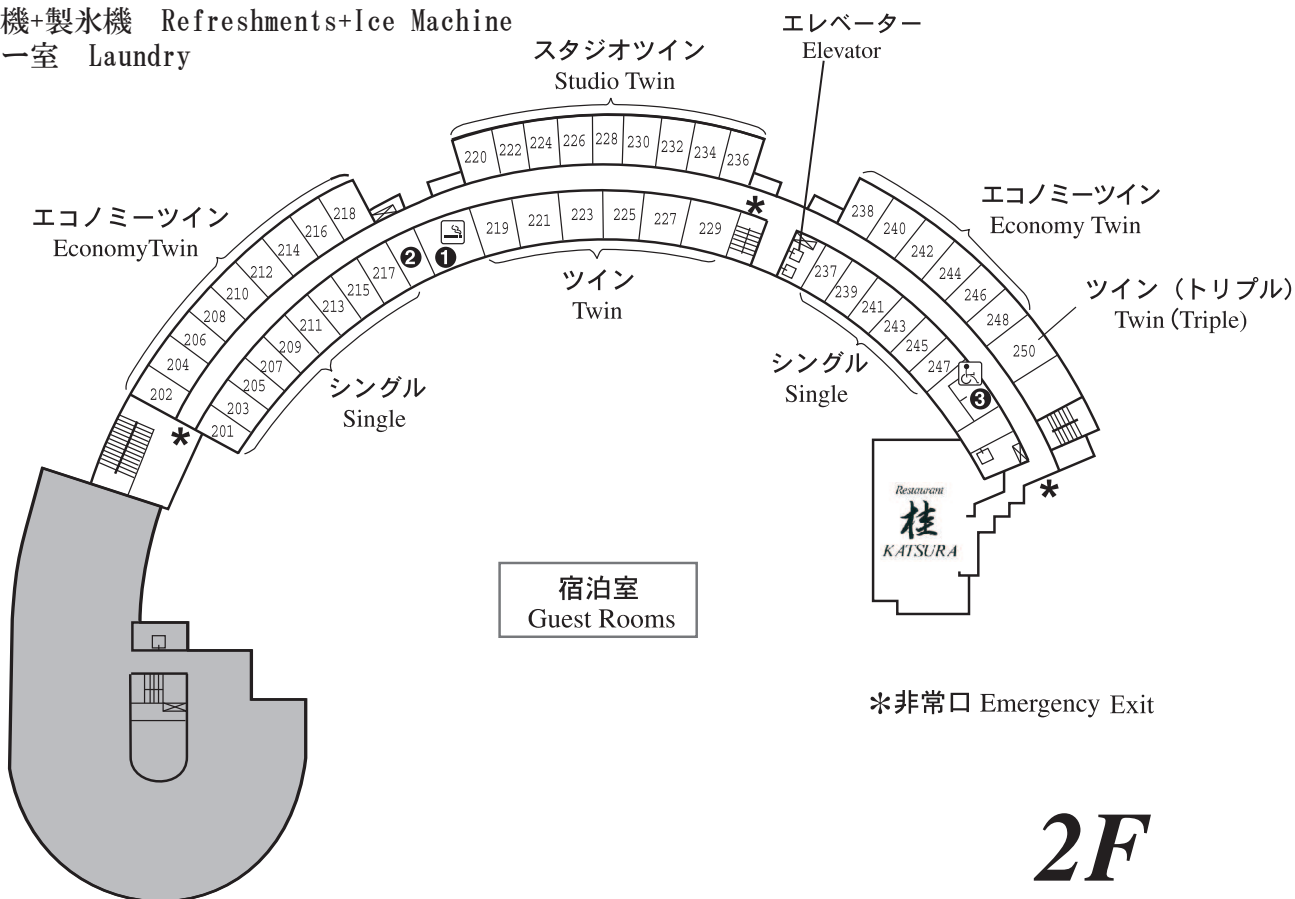 機+製氷機 Refreshments+Ice Machine
ー室 Laundry
エレベーター
Elevator
スタジオツイン
Studio Twin
220
222
224
226
228
230
232
234
236
エコノミーツイン
EconomyTwin
202
204
206
208
210
212
214
216
218
エコノミーツイン
Economy Twin
238
240
242
244
246
248
250
ツイン（トリプル）
Twin (Triple)
201
203
205
207
209
211
213
215
217
❷
❶
シングル
Single
219
221
223
225
227
229
ツイン
Twin
*
237
239
241
243
245
247
❸
シングル
Single
*
*
Restaurant
桂
KATSURA
宿泊室
Guest Rooms
＊非常口 Emergency Exit
2F